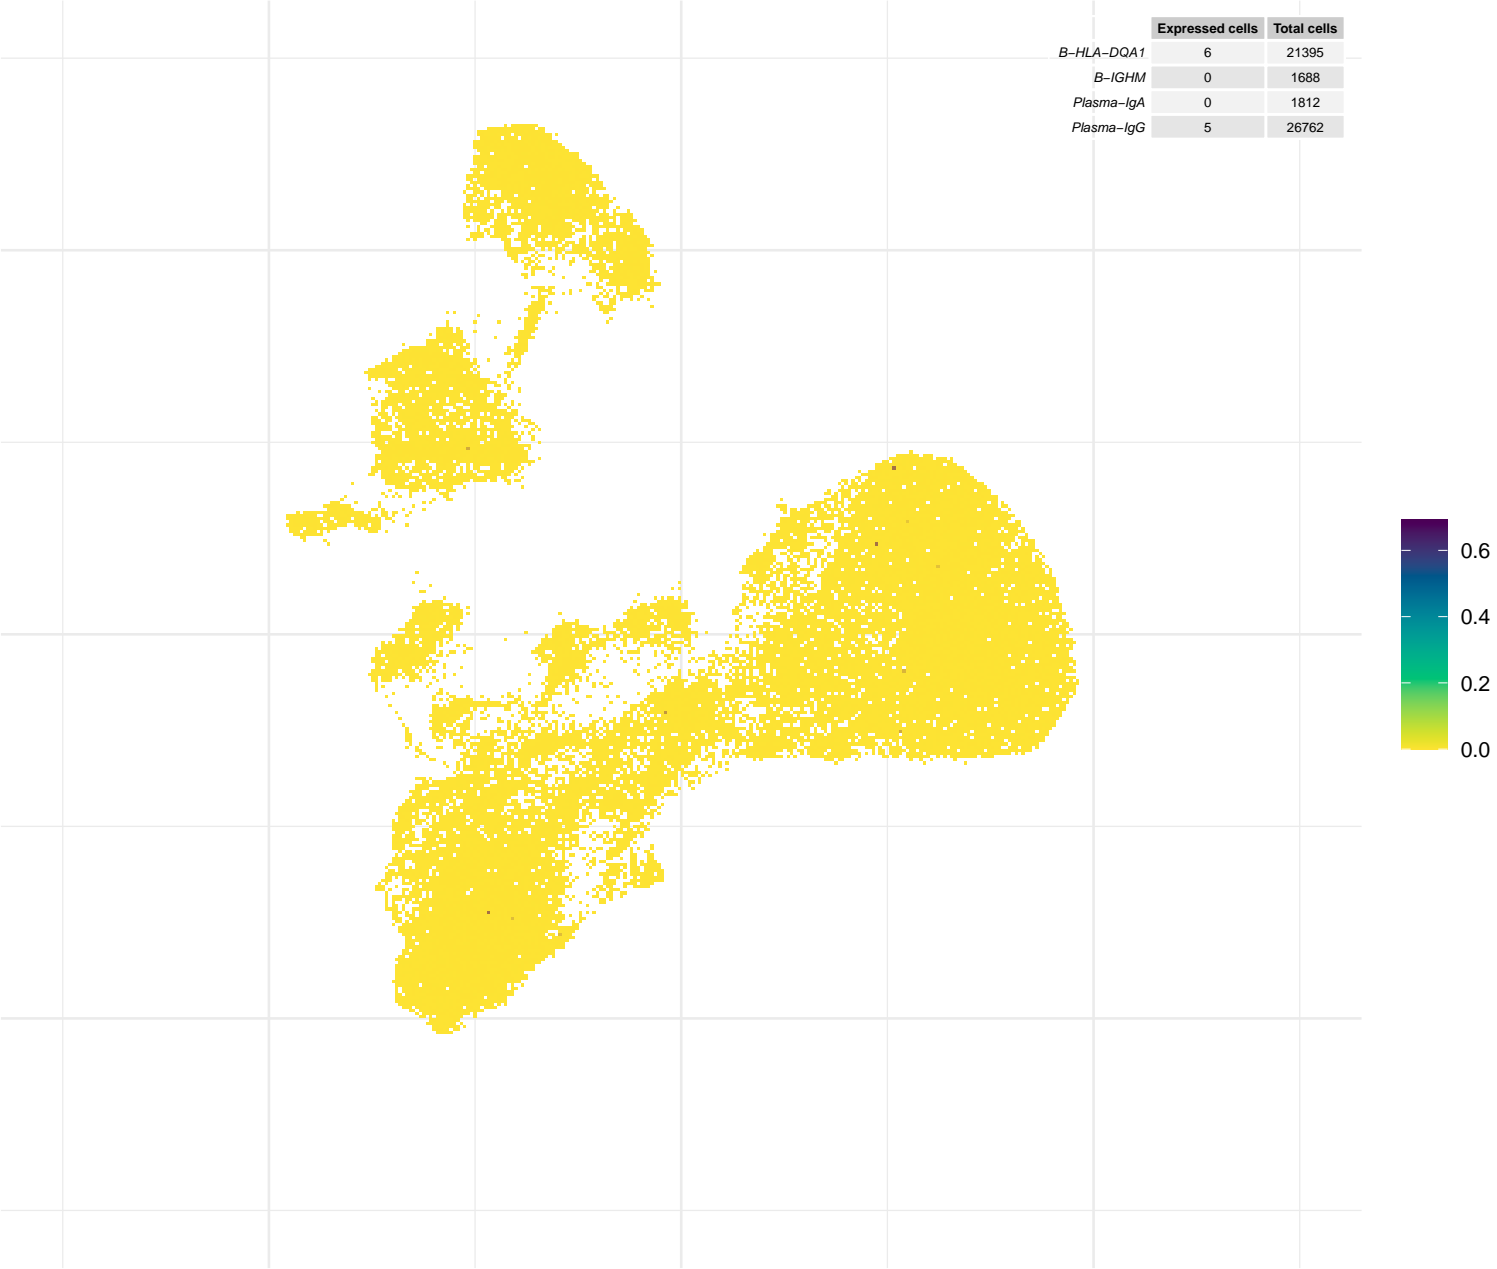 Expressed cells Total cells
B−HLA−DQA1 6 21395
B−IGHM 0 1688
Plasma−IgA 0 1812
Plasma−IgG 5 26762
0.6
0.4
0.2
0.0